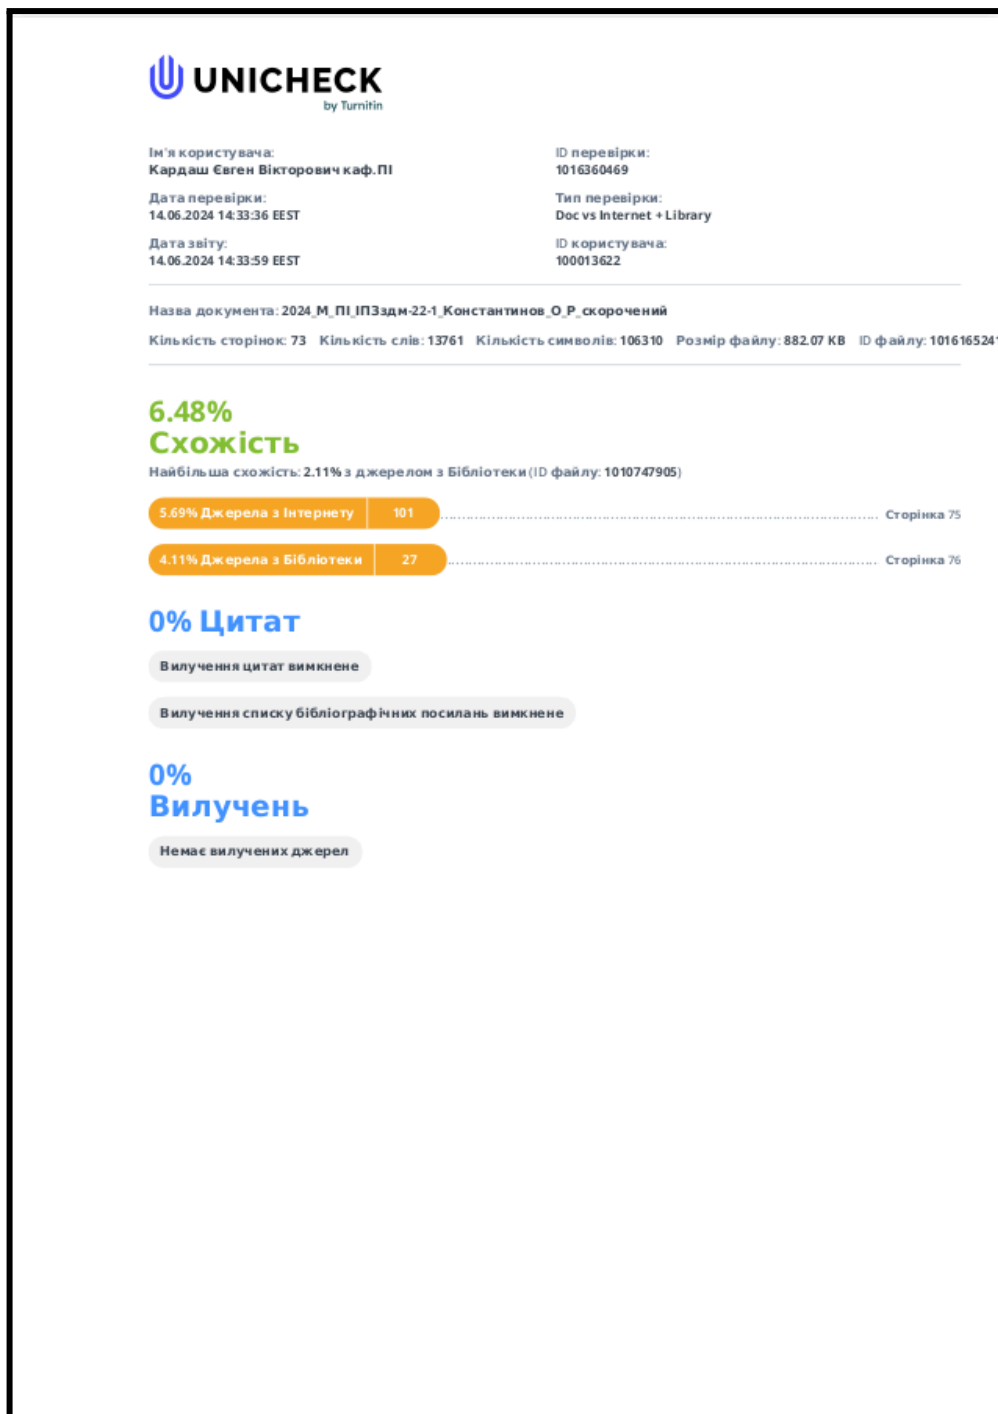 UNICHECK
by Turnitin
Ім'я користувача:
Кардаш Євген Вікторович каф.ПІ
ID перевірки:
1016360469
Дата перевірки:
14.06.2024 14:33:36 EEST
Тип перевірки:
Doc vs Internet + Library
Дата звіту:
14.06.2024 14:33:59 EEST
ID користувача:
100013622
Назва документа: 2024_М_ПІ_ІПЗздм-22-1_Константинов_О_Р_скорочений
Кількість сторінок: 73 Кількість слів: 13761 Кількість символів: 106310 Розмір файлу: 882.07 KB ID файлу:
6.48%
Схожість
Найбільша схожість: 2.11% з джерелом з Бібліотеки (ID файлу: 1010747905)
5.69% Джерела з Інтернету 101 Сторінка 75
4.11% Джерела з Бібліотеки 27 Сторінка 76
0% Цитат
Вилучення цитат вимкнене
Вилучення списку бібліографічних посилань вимкнене
0%
Вилучень
Немає вилучених джерел